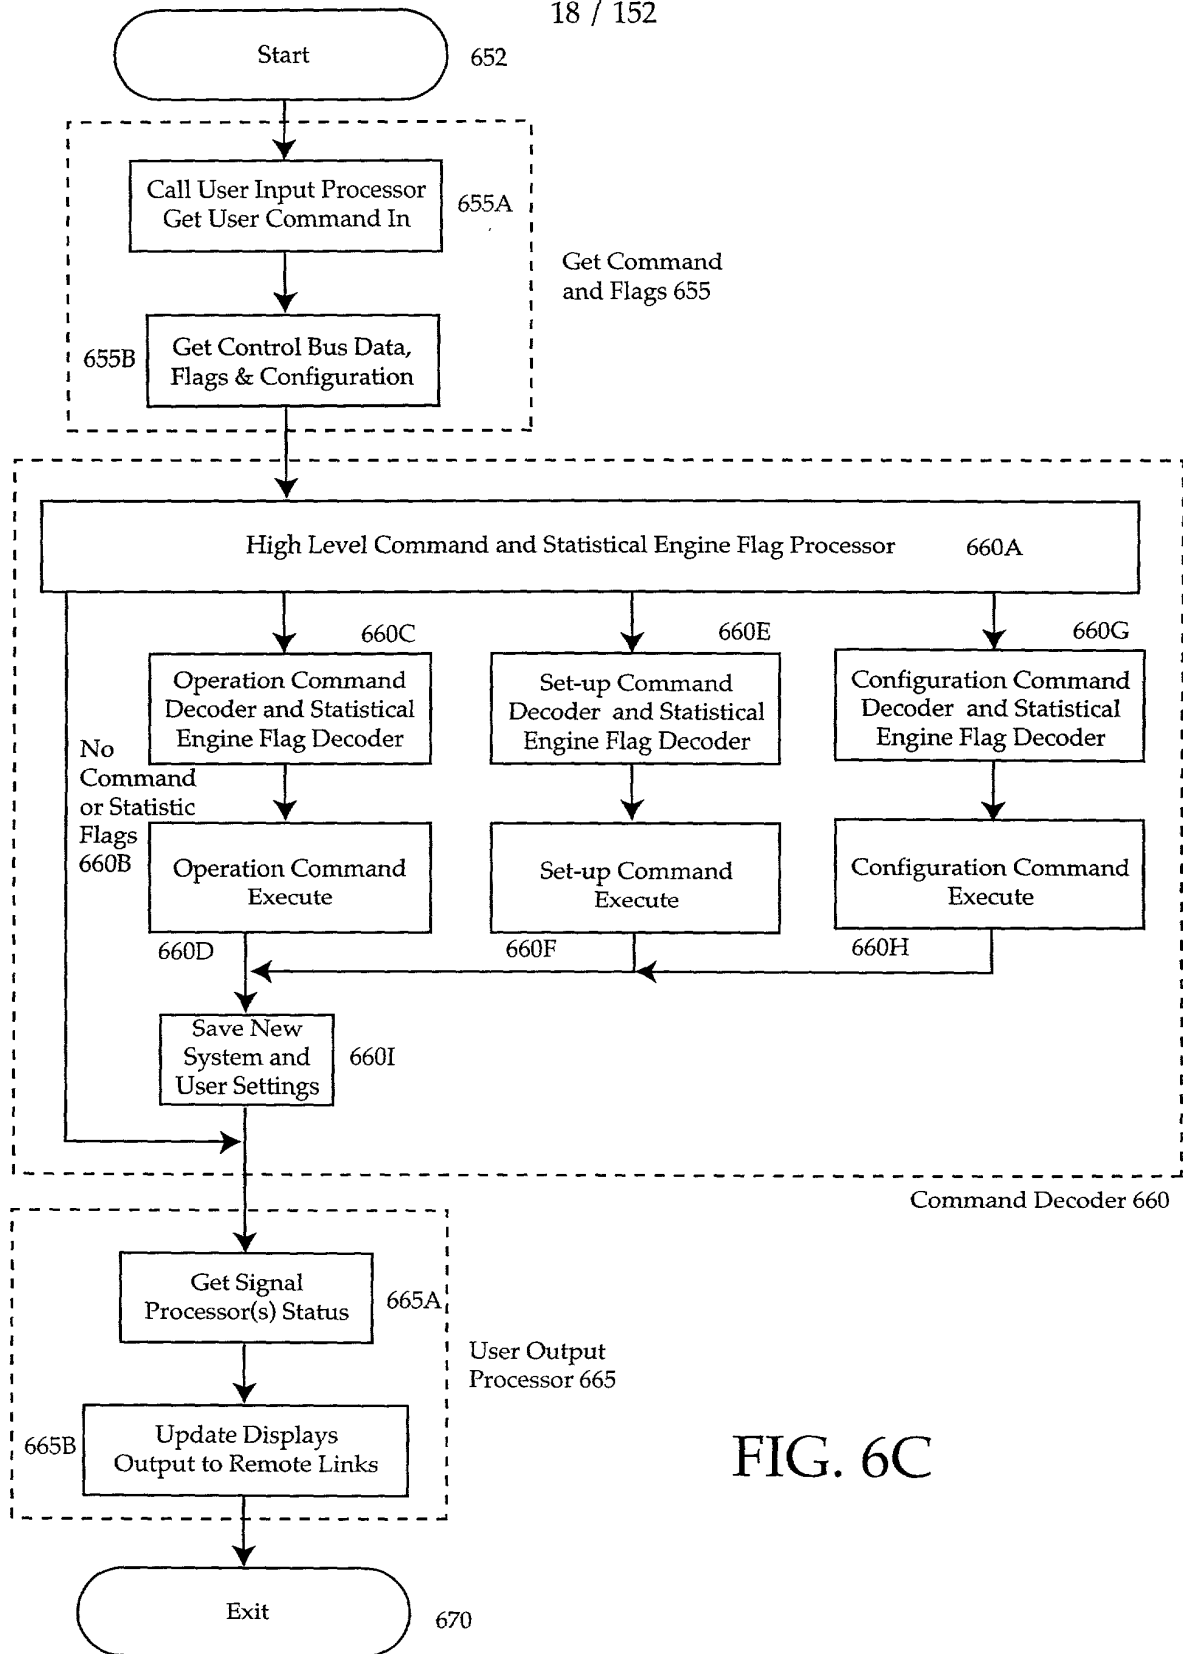 18 / 152
Start
652
Call User Input Processor
Get User Command In
655A
Get Command
and Flags 655
655B
Get Control Bus Data,
Flags & Configuration
High Level Command and Statistical Engine Flag Processor
660A
660C
660E
660G
Operation Command
Decoder and Statistical
Engine Flag Decoder
Set-up Command
Decoder and Statistical
Engine Flag Decoder
Configuration Command
Decoder and Statistical
Engine Flag Decoder
No
Command
or Statistic
Flags
660B
Operation Command
Execute
Set-up Command
Execute
Configuration Command
Execute
660D
660F
660H
Save New
System and
User Settings
660I
Command Decoder 660
Get Signal
Processor(s) Status
665A
User Output
Processor 665
665B
Update Displays
Output to Remote Links
FIG. 6C
Exit
670